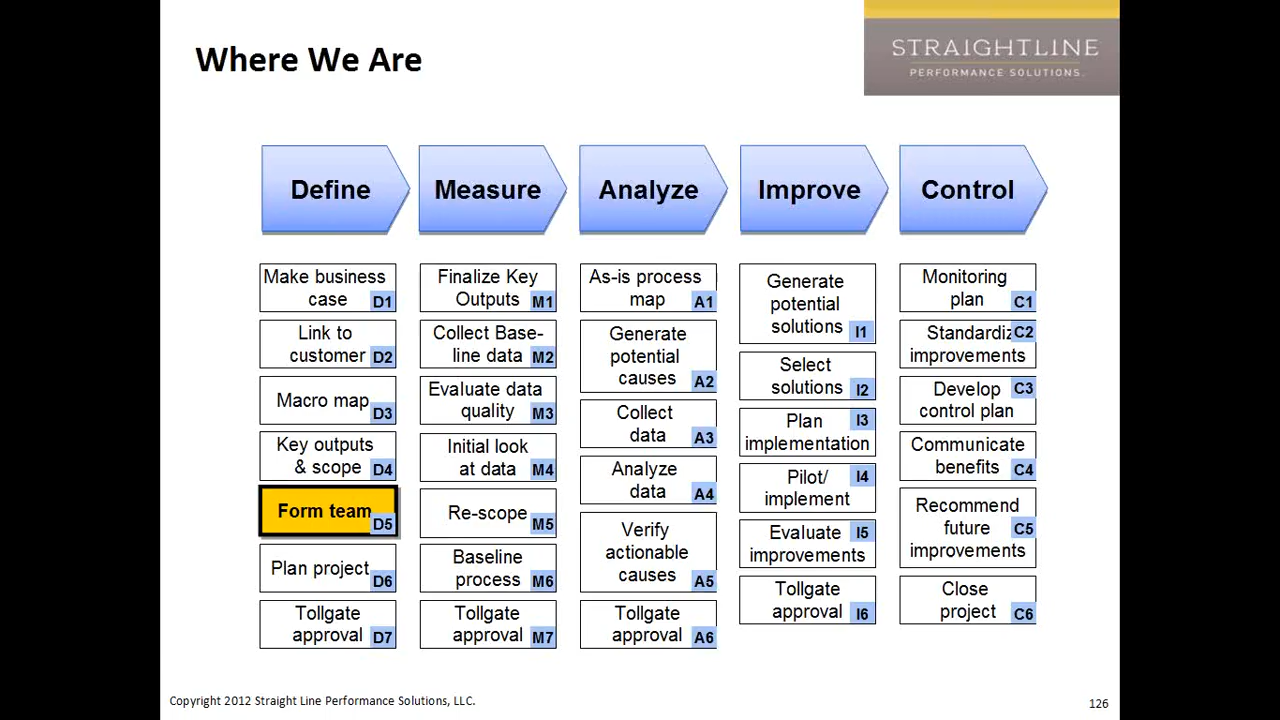 Where We Are
STRAIGHTLINE
PERFORMANCE SOLUTIONS.
Define
Measure
Analyze
Improve
Control
Make business
case D1
Link to
customer D2
Macro map D3
Key outputs
& scope D4
Form team D5
Plan project D6
Tollgate
approval D7
Finalize Key
Outputs M1
Collect Base-
line data M2
Evaluate data
quality M3
Initial look
at data M4
Re-scope M5
Baseline
process M6
Tollgate
approval M7
As-is process
map A1
Generate
potential
causes A2
Collect
data A3
Analyze
data A4
Verify
actionable
causes A5
Tollgate
approval A6
Generate
potential
solutions I1
Select
solutions I2
Plan I3
implementation
Pilot/ I4
implement
Evaluate I5
improvements
Tollgate
approval I6
Monitoring
plan C1
Standardiz C2
improvements
Develop C3
control plan
Communicate
benefits C4
Recommend
future C5
improvements
Close
project C6
Copyright 2012 Straight Line Performance Solutions, LLC.
126